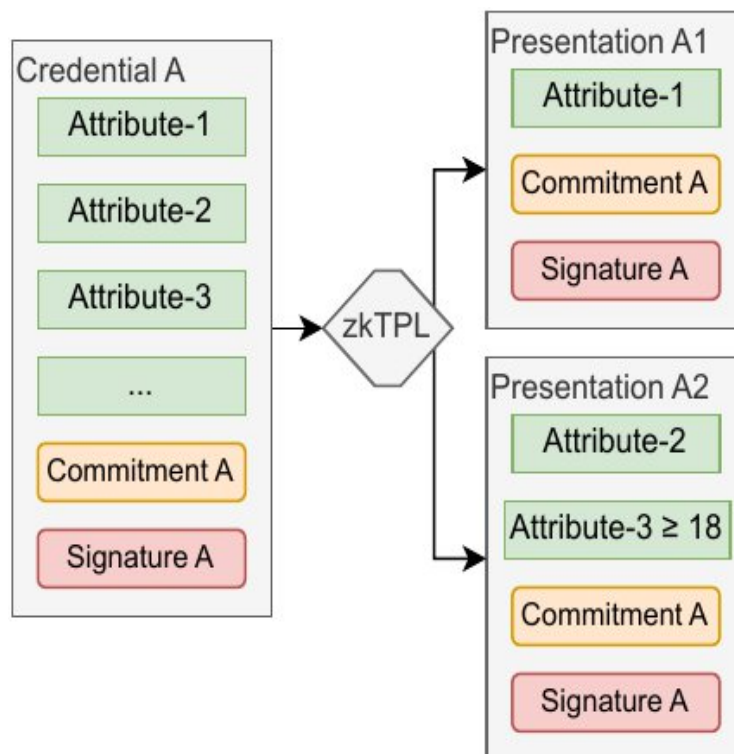 Credential A
Attribute-1
Attribute-2
Attribute-3
...
Commitment A
Signature A
zkTPL
Presentation A1
Attribute-1
Commitment A
Signature A
Presentation A2
Attribute-2
Attribute-3 ≥ 18
Commitment A
Signature A